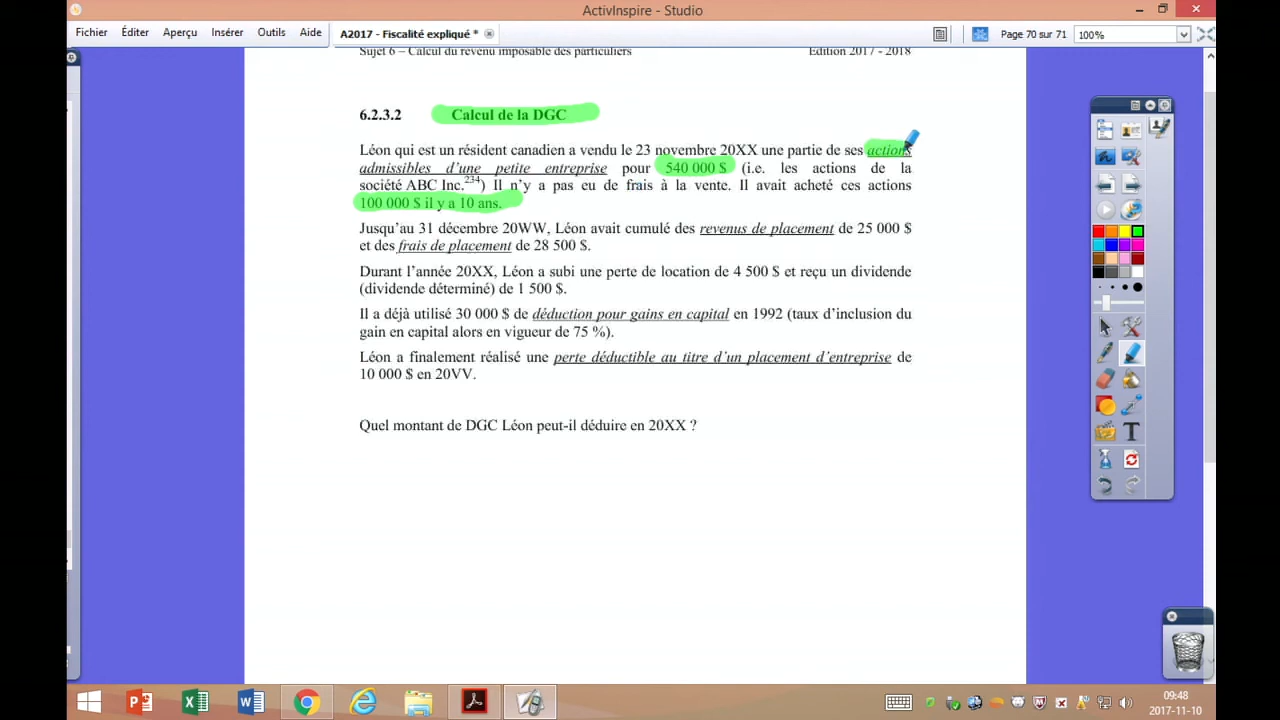 ActivInspire - Studio
Fichier Éditer Aperçu Insérer Outils Aide A2017 - Fiscalité expliqué * Page 70 sur 71 100%
Sujet 6 – Calcul du revenu imposable des particuliers Édition 2017 - 2018
6.2.3.2 Calcul de la DGC
Léon qui est un résident canadien a vendu le 23 novembre 20XX une partie de ses actions
admissibles d'une petite entreprise pour 540 000 $ (i.e. les actions de la
société ABC Inc.234) Il n'y a pas eu de frais à la vente. Il avait acheté ces actions
100 000 $ il y a 10 ans.
Jusqu'au 31 décembre 20WW, Léon avait cumulé des revenus de placement de 25 000 $
et des frais de placement de 28 500 $.
Durant l'année 20XX, Léon a subi une perte de location de 4 500 $ et reçu un dividende
(dividende déterminé) de 1 500 $.
Il a déjà utilisé 30 000 $ de déduction pour gains en capital en 1992 (taux d'inclusion du
gain en capital alors en vigueur de 75 %).
Léon a finalement réalisé une perte déductible au titre d'un placement d'entreprise de
10 000 $ en 20VV.
Quel montant de DGC Léon peut-il déduire en 20XX ?
09:48
2017-11-10